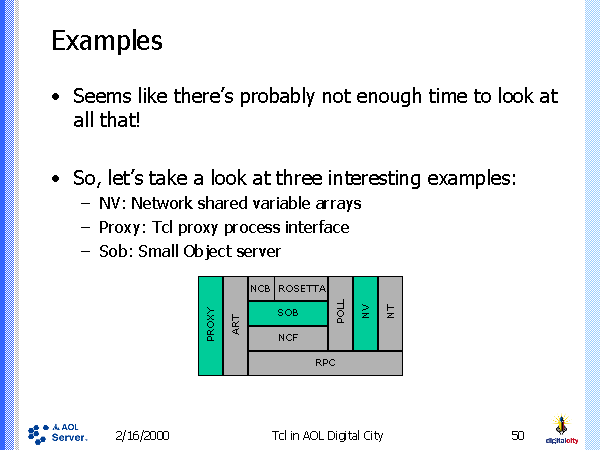 Examples
• Seems like there's probably not enough time to look at
all that!
• So, let's take a look at three interesting examples:
– NV: Network shared variable arrays
– Proxy: Tcl proxy process interface
– Sob: Small Object server
PROXY
ART
NCB ROSETTA
SOB
NCF
POLL
NV
NT
RPC
AOL
Server.
2/16/2000
Tcl in AOL Digital City
50
digitalcity